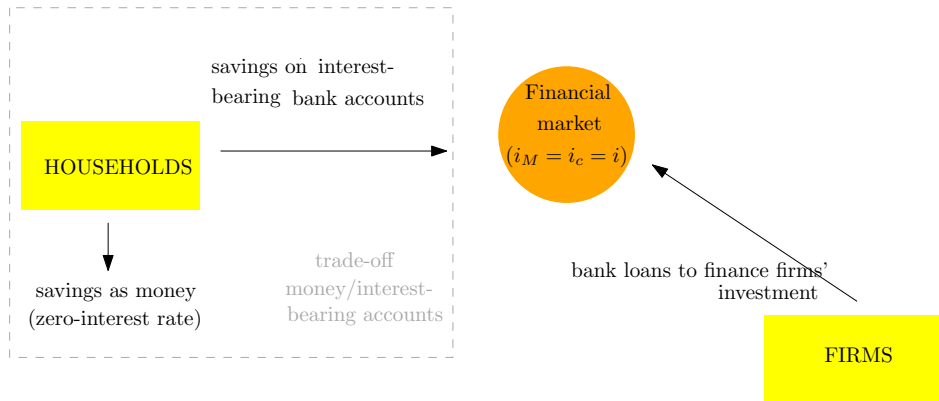 savings on interest-
bearing bank accounts
Financial
market
(i_M = i_c = i)
HOUSEHOLDS
trade-off
money/interest-
bearing accounts
savings as money
(zero-interest rate)
bank loans to finance firms'
investment
FIRMS